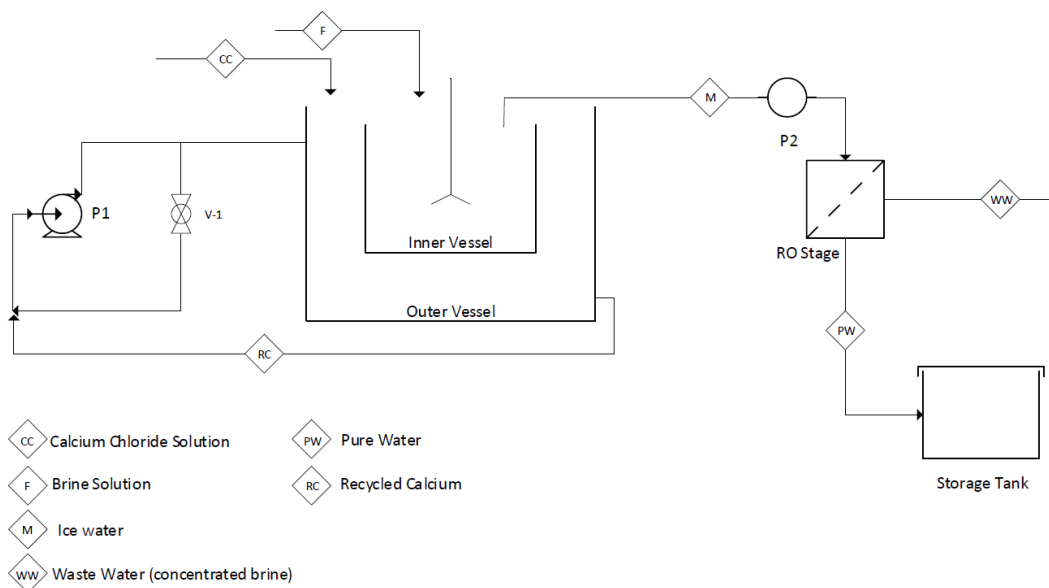 F
CC
M
P2
P1
V-1
Inner Vessel
WW
RO Stage
Outer Vessel
PW
RC
CC Calcium Chloride Solution
PW Pure Water
F Brine Solution
RC Recycled Calcium
Storage Tank
M Ice water
WW Waste Water (concentrated brine)